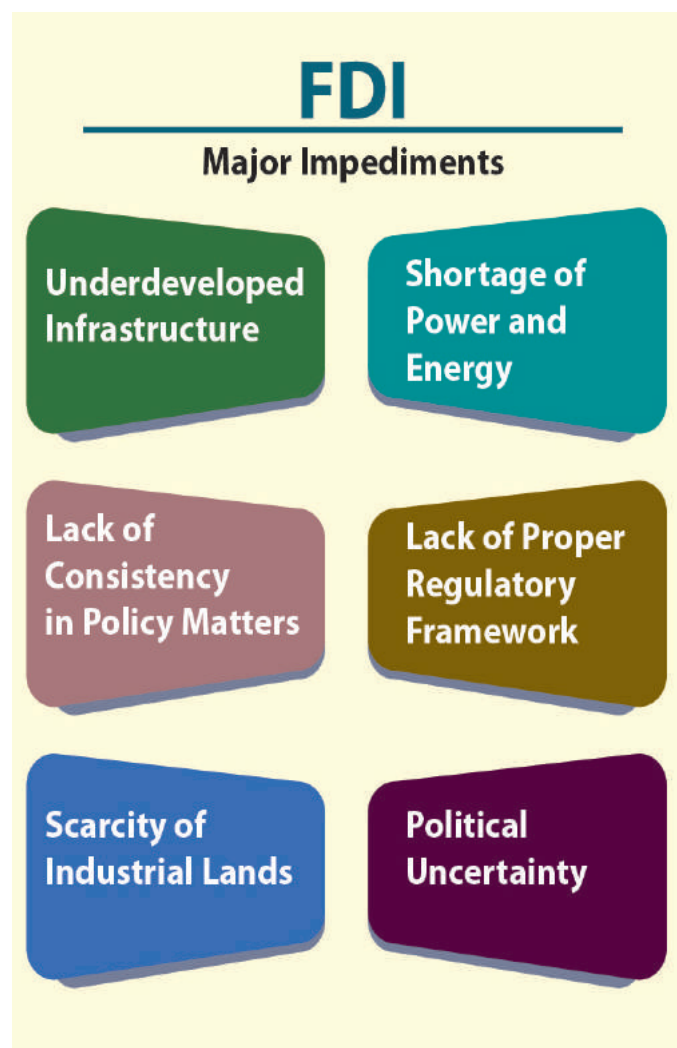 FDI
Major Impediments
Underdeveloped
Infrastructure
Shortage of
Power and
Energy
Lack of
Consistency
in Policy Matters
Lack of Proper
Regulatory
Framework
Scarcity of
Industrial Lands
Political
Uncertainty